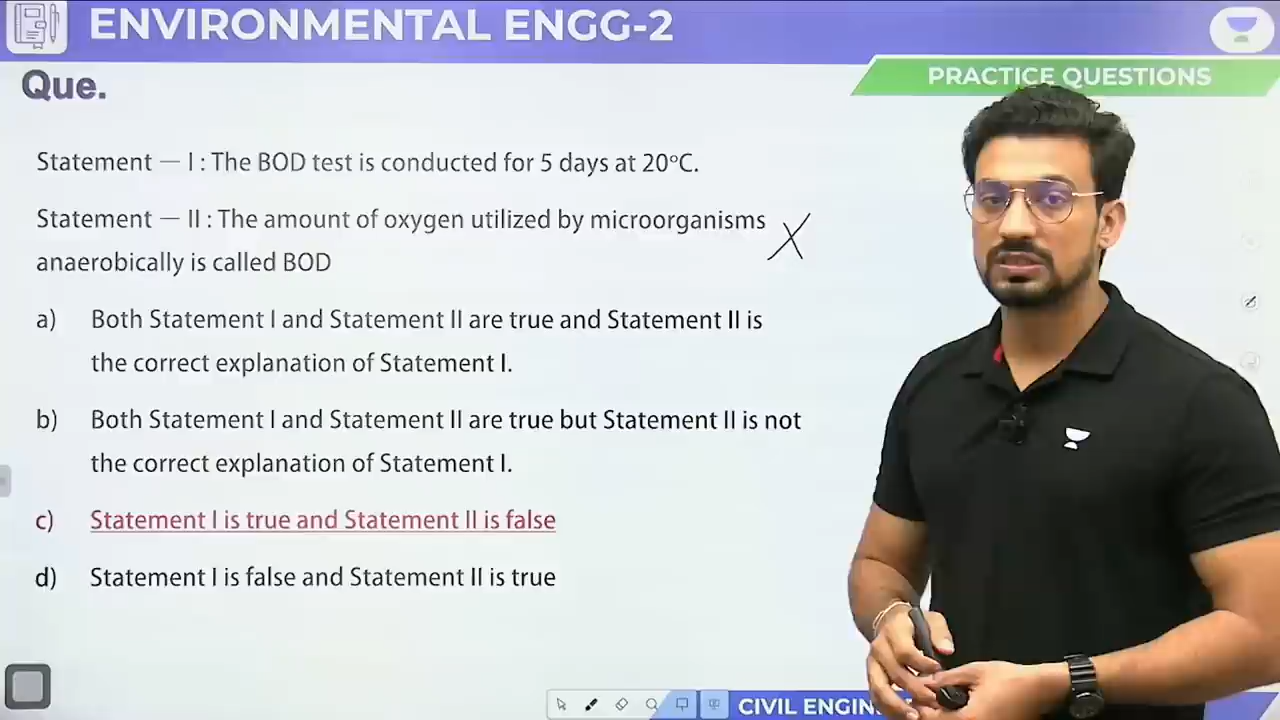 ENVIRONMENTAL ENGG-2
PRACTICE QUESTIONS
Que.
Statement — I : The BOD test is conducted for 5 days at 20°C.
Statement — II : The amount of oxygen utilized by microorganisms
anaerobically is called BOD
a) Both Statement I and Statement II are true and Statement II is
the correct explanation of Statement I.
b) Both Statement I and Statement II are true but Statement II is not
the correct explanation of Statement I.
c) Statement I is true and Statement II is false
d) Statement I is false and Statement II is true
CIVIL